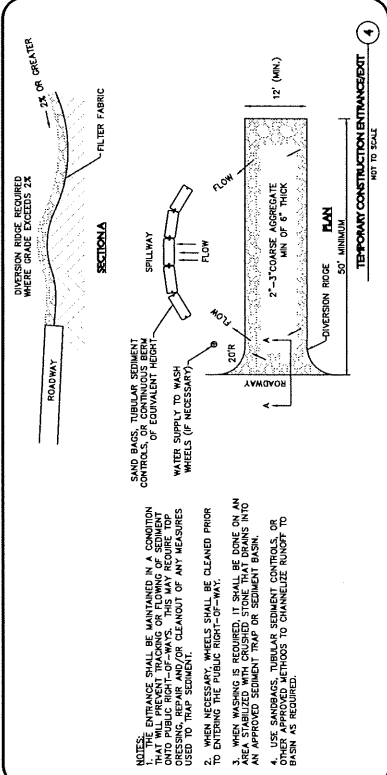 DIVERSION RIDGE REQUIRED
WHERE GRADE EXCEEDS 2%
2% OR GREATER
ROADWAY
FILTER FABRIC
SECTION A
SAND BAGS, TUBULAR SEDIMENT
CONTROLS, OR CONTINUOUS BERM
OF EQUIVALENT HEIGHT
SPILLWAY
FLOW
WATER SUPPLY TO WASH
WHEELS (IF NECESSARY)
FLOW
FLOW
20'R
A
A
ROADWAY
2"-3" COARSE AGGREGATE
MIN OF 6" THICK
12' (MIN.)
DIVERSION RIDGE
PLAN
50' MINIMUM
NOTES:
1. THE ENTRANCE SHALL BE MAINTAINED IN A CONDITION
THAT WILL PREVENT TRACKING OR FLOWING OF SEDIMENT
ONTO PUBLIC RIGHT-OF-WAYS. THIS MAY REQUIRE TOP
DRESSING, REPAIR AND/OR CLEANOUT OF ANY MEASURES
USED TO TRAP SEDIMENT.
2. WHEN NECESSARY, WHEELS SHALL BE CLEANED PRIOR
TO ENTERING THE PUBLIC RIGHT-OF-WAY.
3. WHEN WASHING IS REQUIRED, IT SHALL BE DONE ON AN
AREA STABILIZED WITH CRUSHED STONE THAT DRAINS INTO
AN APPROVED SEDIMENT TRAP OR SEDIMENT BASIN.
4. USE SANDBAGS, TUBULAR SEDIMENT CONTROLS, OR
OTHER APPROVED METHODS TO CHANNELIZE RUNOFF TO
BASIN AS REQUIRED.
TEMPORARY CONSTRUCTION ENTRANCE/EXIT
NOT TO SCALE
4